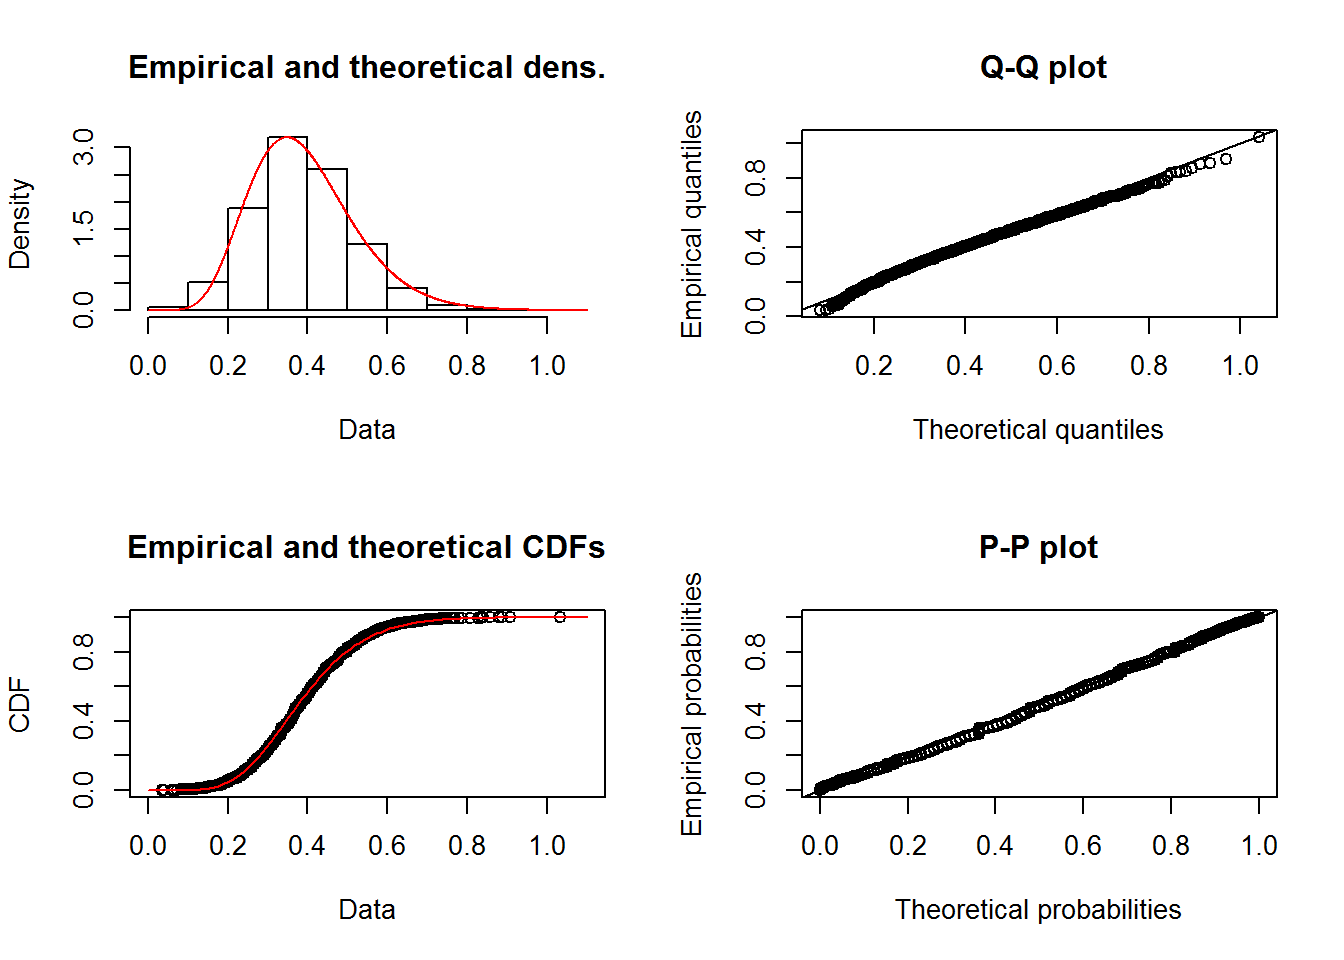 Empirical and theoretical dens.
Density
0.0 1.5 3.0
0.0 0.2 0.4 0.6 0.8 1.0
Data
Q-Q plot
Empirical quantiles
0.0 0.4 0.8
0.2 0.4 0.6 0.8 1.0
Theoretical quantiles
Empirical and theoretical CDFs
CDF
0.0 0.4 0.8
0.0 0.2 0.4 0.6 0.8 1.0
Data
P-P plot
Empirical probabilities
0.0 0.4 0.8
0.0 0.2 0.4 0.6 0.8 1.0
Theoretical probabilities